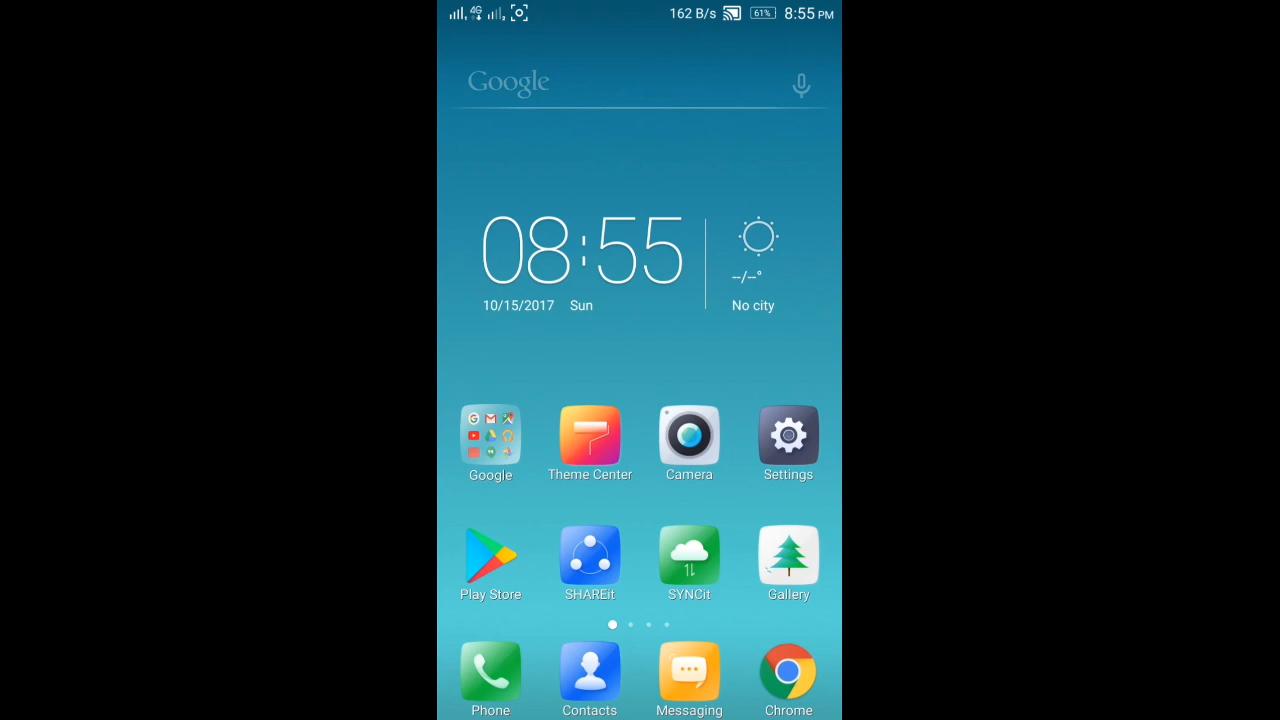 4G 162 B/s 61% 8:55 PM
Google
08:55
--/--°
10/15/2017 Sun No city
Google Theme Center Camera Settings
Play Store SHAREit SYNCit Gallery
Phone Contacts Messaging Chrome